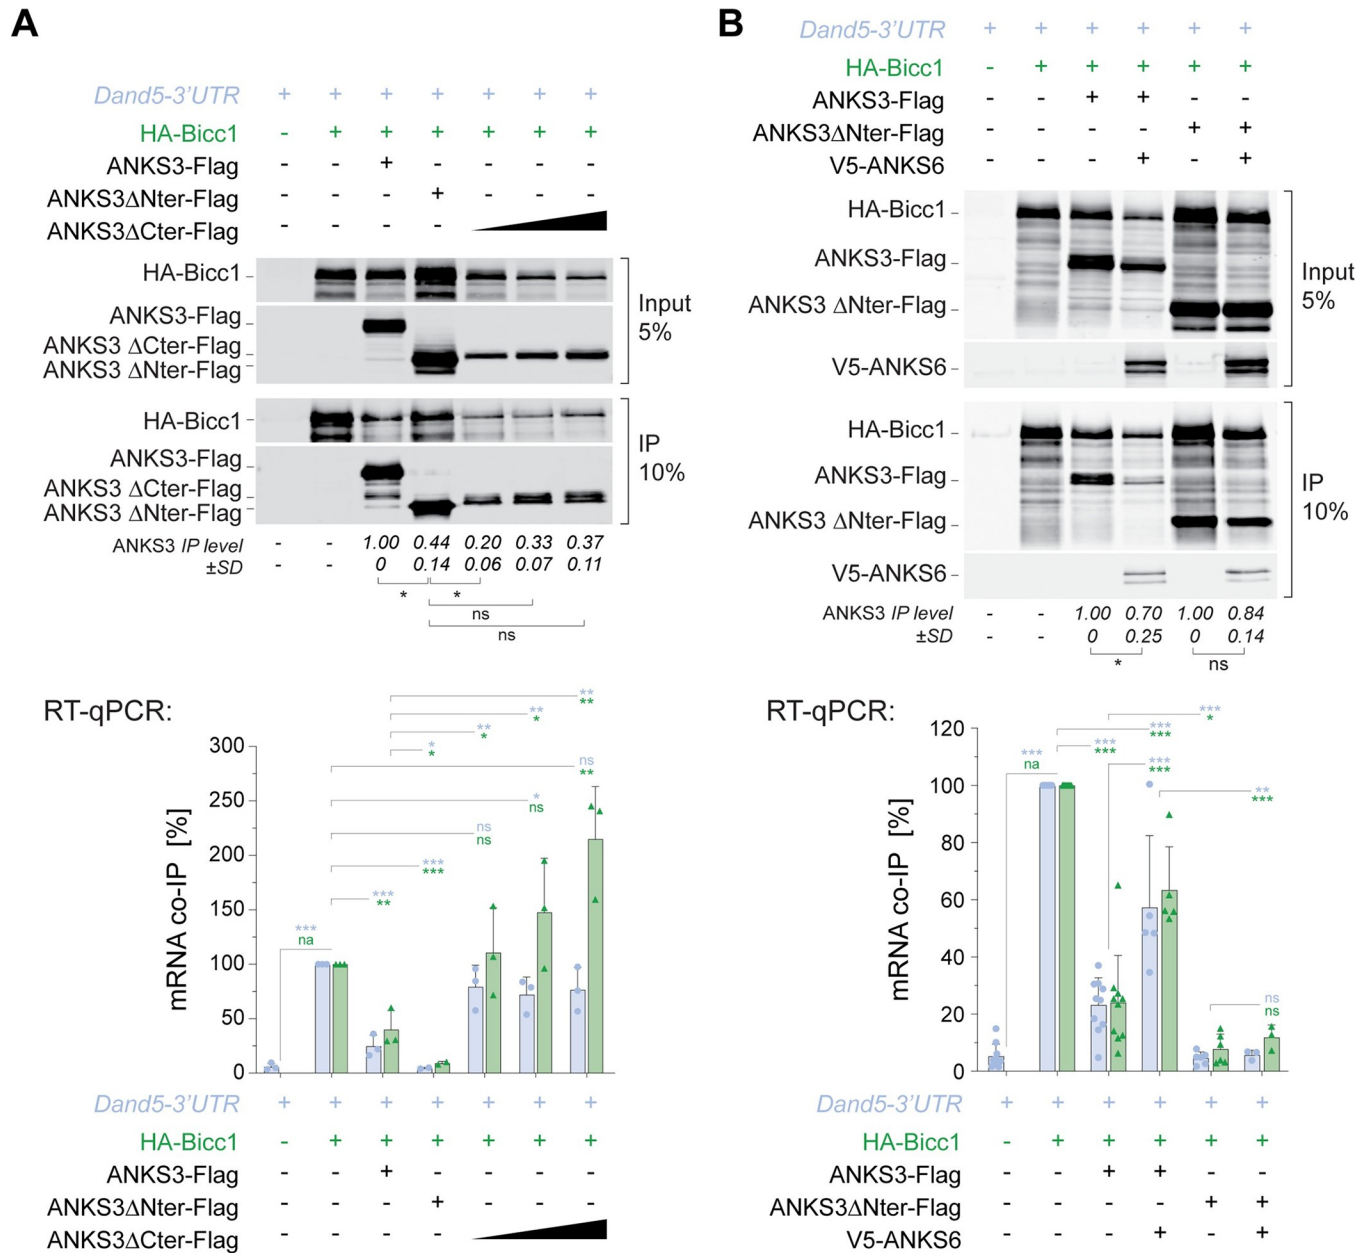 A
Dand5-3'UTR + + + + + + +
HA-Bicc1 - + + + + + +
ANKS3-Flag - - + - - - -
ANKS3ΔNter-Flag - - - + - - -
ANKS3ΔCter-Flag - - - -
HA-Bicc1
ANKS3-Flag
ANKS3 ΔCter-Flag
ANKS3 ΔNter-Flag
Input
5%
HA-Bicc1
ANKS3-Flag
ANKS3 ΔCter-Flag
ANKS3 ΔNter-Flag
IP
10%
ANKS3 IP level - - 1.00 0.44 0.20 0.33 0.37
±SD - - 0 0.14 0.06 0.07 0.11
* *
ns
ns
RT-qPCR:
mRNA co-IP [%]
300
250
200
150
100
50
0
**
**
**
*
**
*
*
*
ns
**
*
ns
ns
ns
***
***
***
**
***
na
Dand5-3'UTR + + + + + + +
HA-Bicc1 - + + + + + +
ANKS3-Flag - - + - - - -
ANKS3ΔNter-Flag - - - + - - -
ANKS3ΔCter-Flag - - - -
B
Dand5-3'UTR + + + + + +
HA-Bicc1 - + + + + +
ANKS3-Flag - - + + - -
ANKS3ΔNter-Flag - - - - + +
V5-ANKS6 - - - + - +
HA-Bicc1
ANKS3-Flag
ANKS3 ΔNter-Flag
V5-ANKS6
Input
5%
HA-Bicc1
ANKS3-Flag
ANKS3 ΔNter-Flag
V5-ANKS6
IP
10%
ANKS3 IP level - - 1.00 0.70 1.00 0.84
±SD - - 0 0.25 0 0.14
* ns
RT-qPCR:
mRNA co-IP [%]
120
100
80
60
40
20
0
***
*
***
***
***
***
***
na
***
***
**
***
ns
ns
Dand5-3'UTR + + + + + +
HA-Bicc1 - + + + + +
ANKS3-Flag - - + + - -
ANKS3ΔNter-Flag - - - - + +
V5-ANKS6 - - - + - +